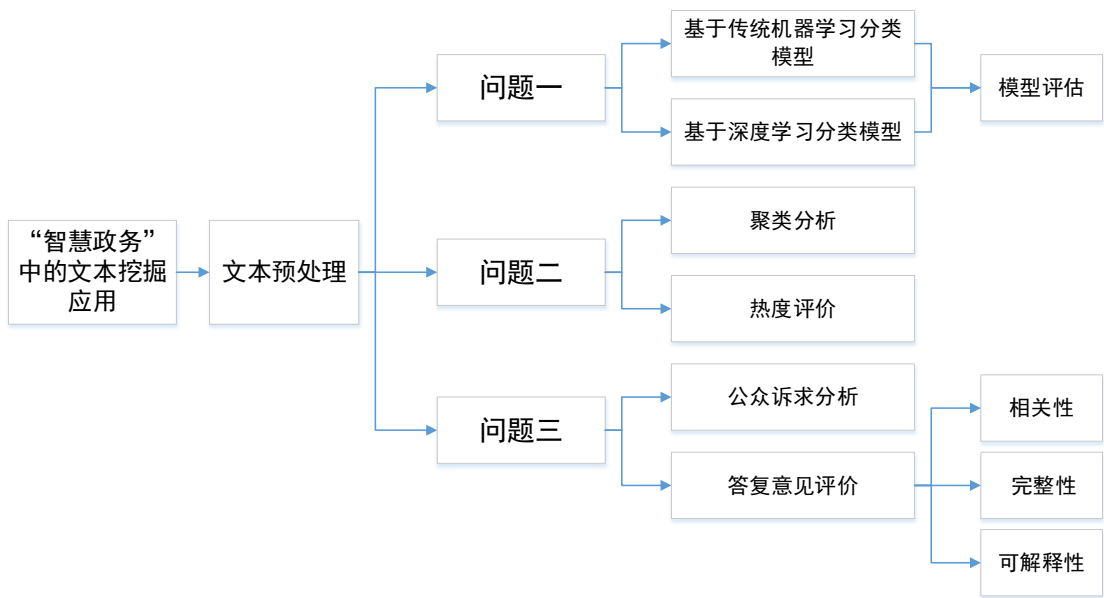 “智慧政务”
中的文本挖掘
应用
文本预处理
问题一
基于传统机器学习分类
模型
基于深度学习分类模型
模型评估
问题二
聚类分析
热度评价
问题三
公众诉求分析
答复意见评价
相关性
完整性
可解释性